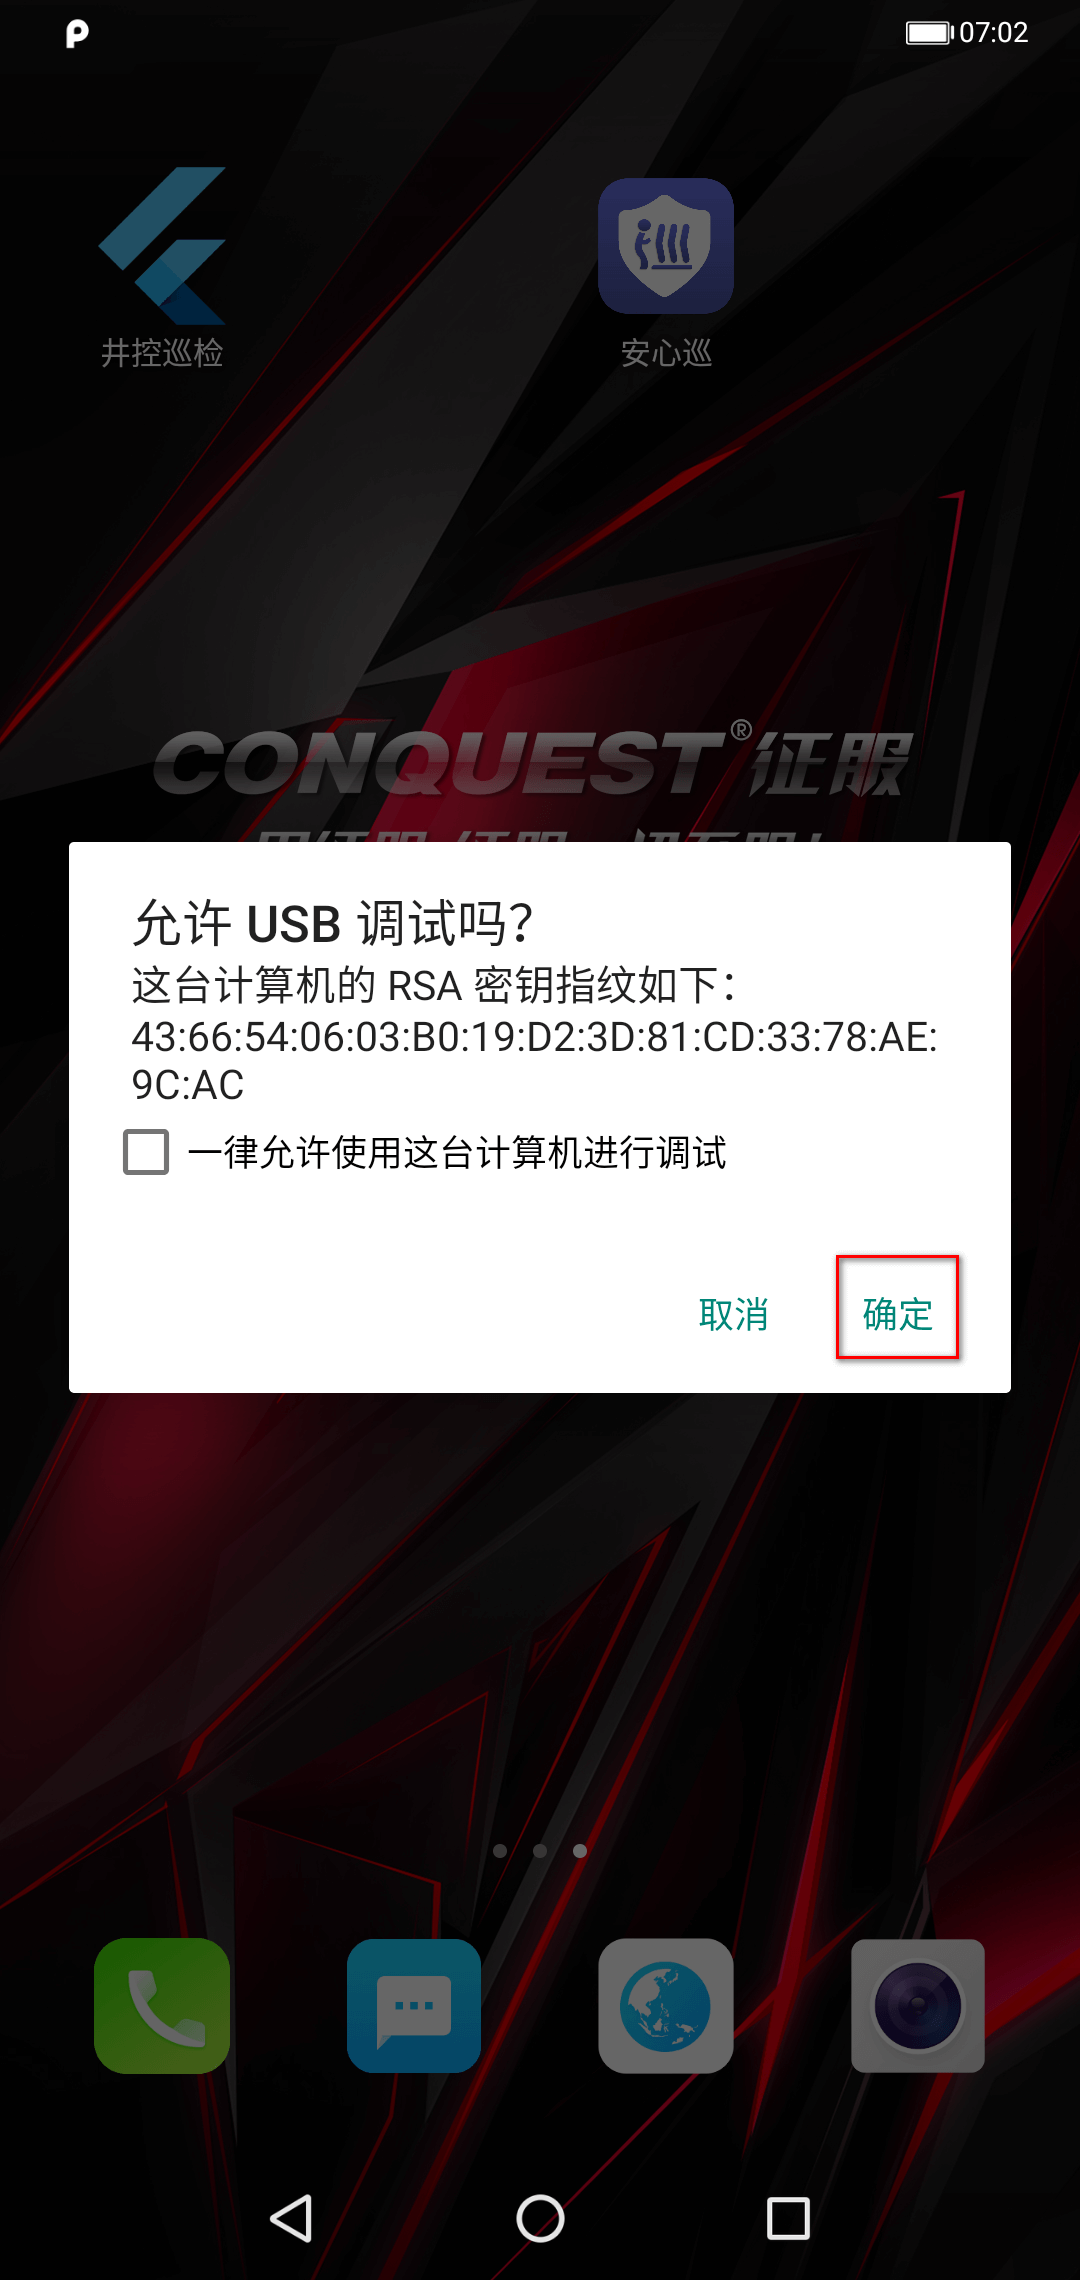 07:02
井控巡检
安心巡
CONQUEST®征服
允许 USB 调试吗？
这台计算机的 RSA 密钥指纹如下：
43:66:54:06:03:B0:19:D2:3D:81:CD:33:78:AE:
9C:AC
一律允许使用这台计算机进行调试
取消
确定